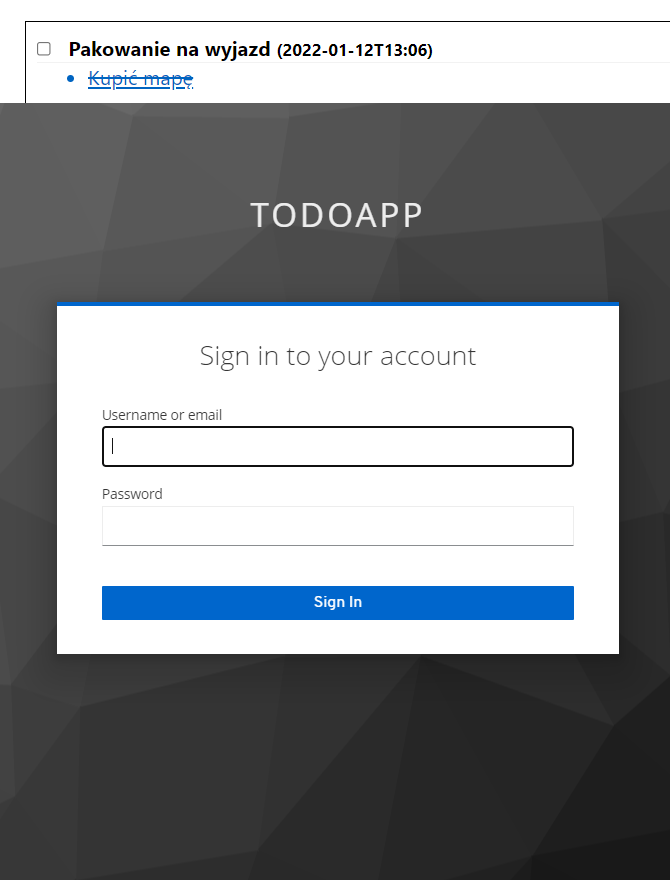 Pakowanie na wyjazd (2022-01-12T13:06)
Kupić mapę
TODOAPP
Sign in to your account
Username or email
Password
Sign In